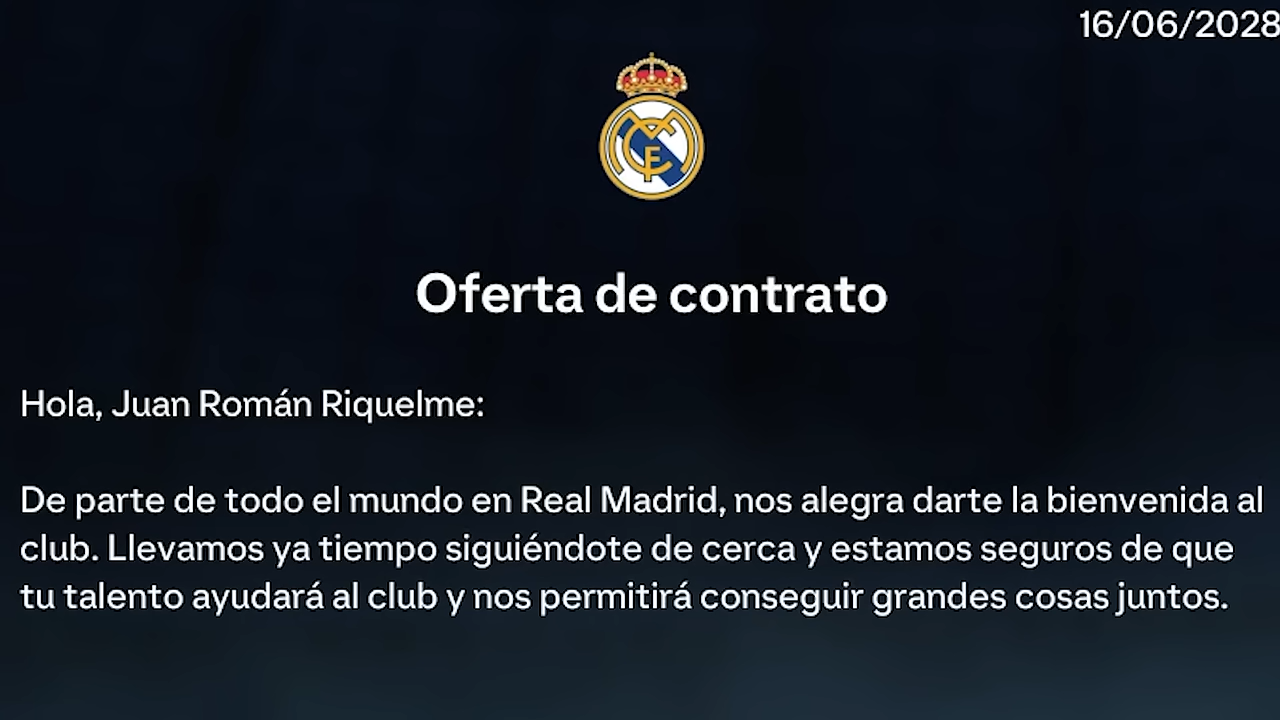 16/06/2028
Oferta de contrato
Hola, Juan Román Riquelme:
De parte de todo el mundo en Real Madrid, nos alegra darte la bienvenida al
club. Llevamos ya tiempo siguiéndote de cerca y estamos seguros de que
tu talento ayudará al club y nos permitirá conseguir grandes cosas juntos.